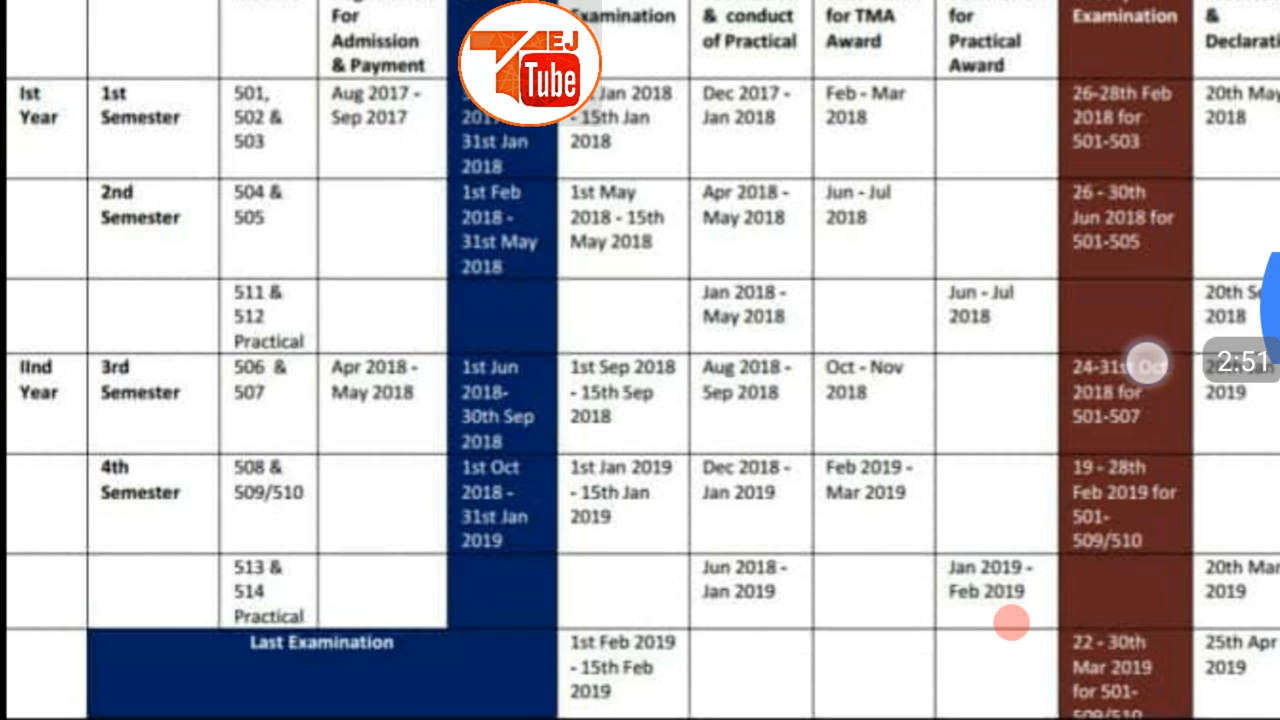 For
Admission
& Payment
Examination
& conduct
of Practical
for TMA
Award
for
Practical
Award
Examination
&
EJ
Tube
Ist
Year
1st
Semester
501,
502 &
503
Aug 2017 -
Sep 2017
31st Jan
2018
Jan 2018
- 15th Jan
2018
Dec 2017 -
Jan 2018
Feb - Mar
2018
26-28th Feb
2018 for
501-503
20th May
2018
2nd
Semester
504 &
505
1st Feb
2018 -
31st May
2018
1st May
2018 - 15th
May 2018
Apr 2018 -
May 2018
Jun - Jul
2018
26 - 30th
Jun 2018 for
501-505
511 &
512
Practical
Jan 2018 -
May 2018
Jun - Jul
2018
20th
2018
IInd
Year
3rd
Semester
506 &
507
Apr 2018 -
May 2018
1st Jun
2018-
30th Sep
2018
1st Sep 2018
- 15th Sep
2018
Aug 2018 -
Sep 2018
Oct - Nov
2018
24-31st Oct
2018 for
501-507
2:51
2019
4th
Semester
508 &
509/510
1st Oct
2018 -
31st Jan
2019
1st Jan 2019
- 15th Jan
2019
Dec 2018 -
Jan 2019
Feb 2019 -
Mar 2019
19 - 28th
Feb 2019 for
501-
509/510
513 &
514
Practical
Jun 2018 -
Jan 2019
Jan 2019 -
Feb 2019
20th Mar
2019
Last Examination
1st Feb 2019
- 15th Feb
2019
22 - 30th
Mar 2019
for 501-
509/510
25th Apr
2019